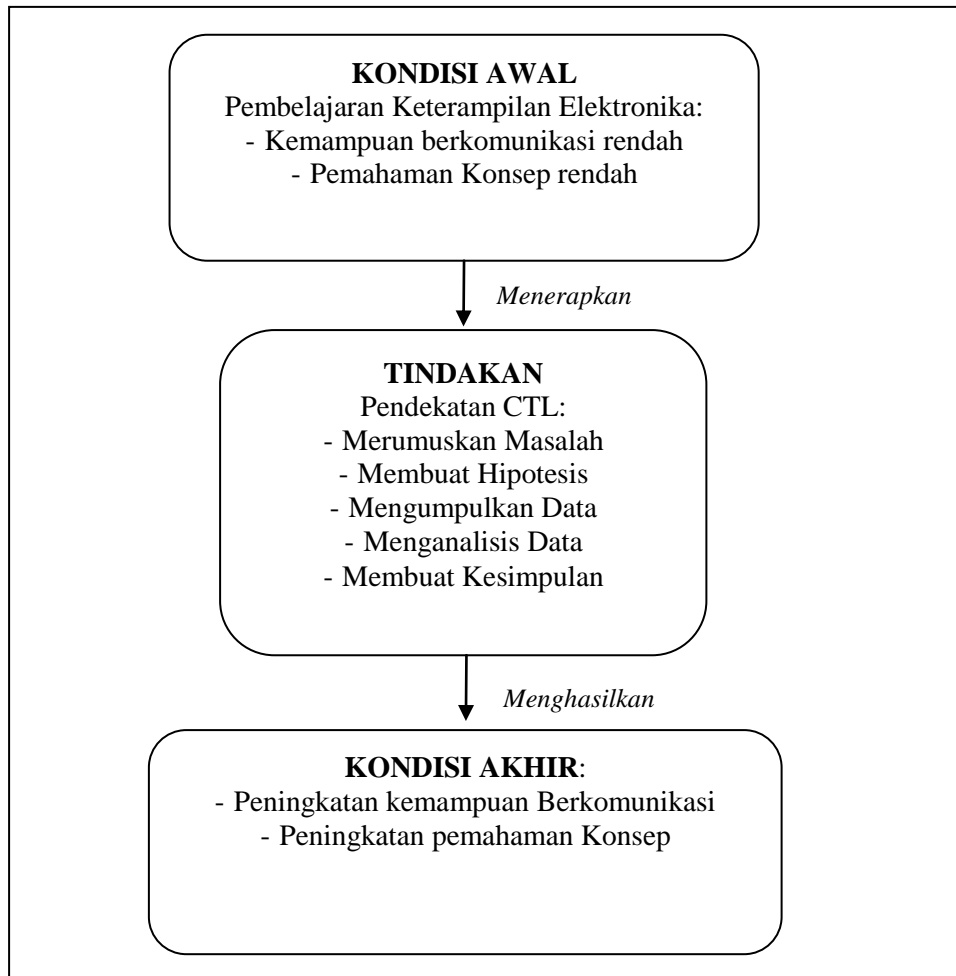 KONDISI AWAL
Pembelajaran Keterampilan Elektronika:
- Kemampuan berkomunikasi rendah
- Pemahaman Konsep rendah
Menerapkan
TINDAKAN
Pendekatan CTL:
- Merumuskan Masalah
- Membuat Hipotesis
- Mengumpulkan Data
- Menganalisis Data
- Membuat Kesimpulan
Menghasilkan
KONDISI AKHIR:
- Peningkatan kemampuan Berkomunikasi
- Peningkatan pemahaman Konsep